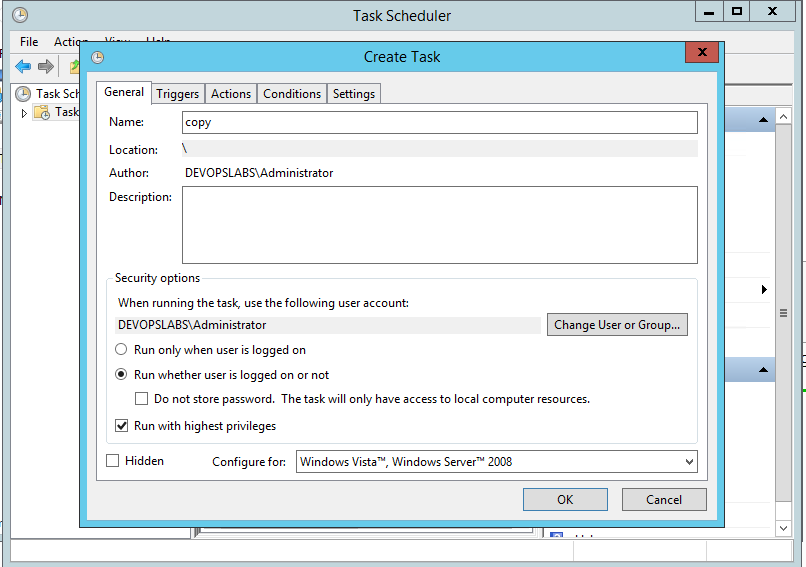 Task Scheduler
File Action View Help
Create Task
Task Sch
Task
General Triggers Actions Conditions Settings
Name: copy
Location: \
Author: DEVOPSLABS\Administrator
Description:
Security options
When running the task, use the following user account:
DEVOPSLABS\Administrator Change User or Group...
Run only when user is logged on
Run whether user is logged on or not
Do not store password. The task will only have access to local computer resources.
Run with highest privileges
Hidden Configure for: Windows Vista™, Windows Server™ 2008
OK Cancel